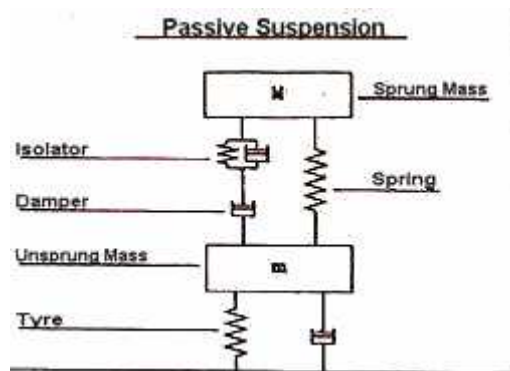 Passive Suspension
M
Sprung Mass
Isolator
Spring
Damper
Unsprung Mass
m
Tyre